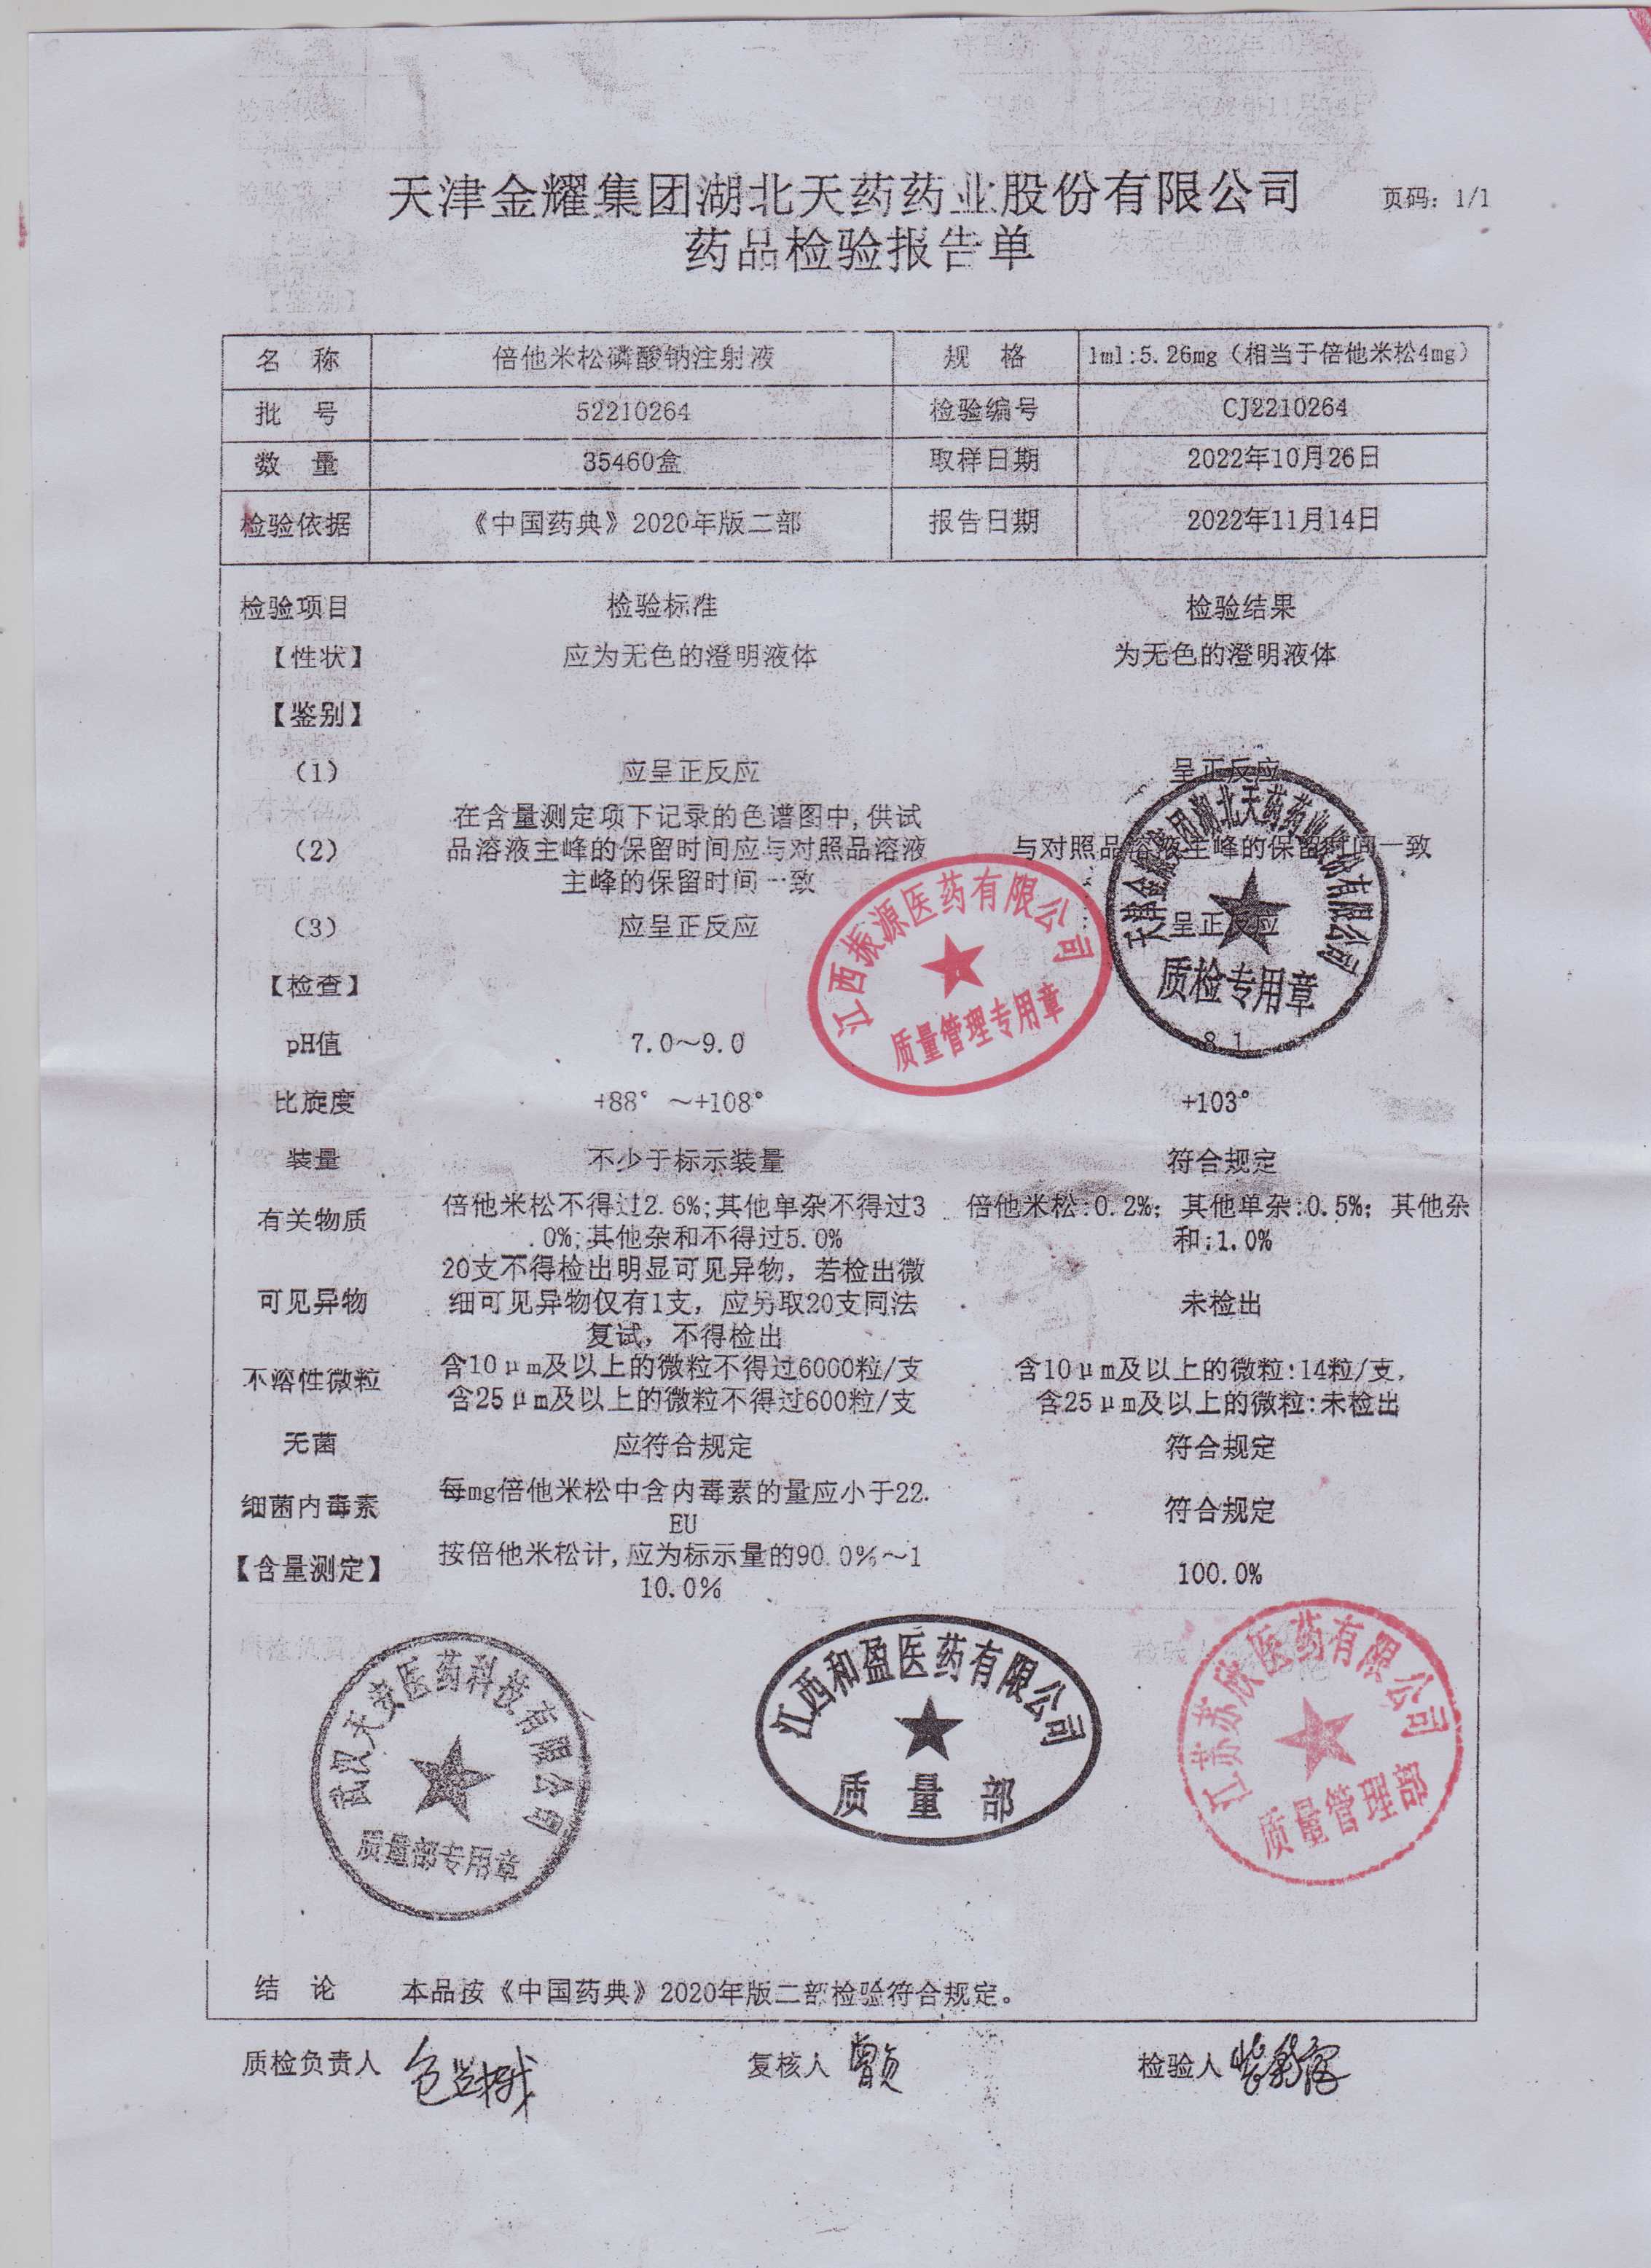 天津金耀集团湖北天药药业股份有限公司 页码：1/1
药品检验报告单
名 称 倍他米松磷酸钠注射液 规 格 1ml:5.26mg（相当于倍他米松4mg）
批 号 52210264 检验编号 CJ2210264
数 量 35460盒 取样日期 2022年10月26日
检验依据 《中国药典》2020年版二部 报告日期 2022年11月14日
检验项目 检验标准 检验结果
【性状】 应为无色的澄明液体 为无色的澄明液体
【鉴别】
（1） 应呈正反应 呈正反应
在含量测定项下记录的色谱图中,供试
（2） 品溶液主峰的保留时间应与对照品溶液 与对照品溶液主峰的保留时间一致
主峰的保留时间一致
（3） 应呈正反应 呈正反应
【检查】
pH值 7.0～9.0 8.1
比旋度 +88°～+108° +103°
装量 不少于标示装量 符合规定
有关物质 倍他米松不得过2.6%;其他单杂不得过3 倍他米松:0.2%；其他单杂:0.5%；其他杂
.0%;其他杂和不得过5.0% 和:1.0%
20支不得检出明显可见异物，若检出微
可见异物 细可见异物仅有1支，应另取20支同法 未检出
复试，不得检出
不溶性微粒 含10μm及以上的微粒不得过6000粒/支 含10μm及以上的微粒:14粒/支，
含25μm及以上的微粒不得过600粒/支 含25μm及以上的微粒:未检出
无菌 应符合规定 符合规定
细菌内毒素 每mg倍他米松中含内毒素的量应小于22. 符合规定
EU
【含量测定】 按倍他米松计,应为标示量的90.0%～1 100.0%
10.0%
天津金耀集团湖北天药药业股份有限公司
质检专用章
江西振源医药有限公司
质量管理专用章
武汉天安医药科技有限公司
质量部专用章
江西和盈医药有限公司
质 量 部
江苏苏欣医药有限公司
质量管理部
结 论 本品按《中国药典》2020年版二部检验符合规定。
质检负责人 复核人 检验人